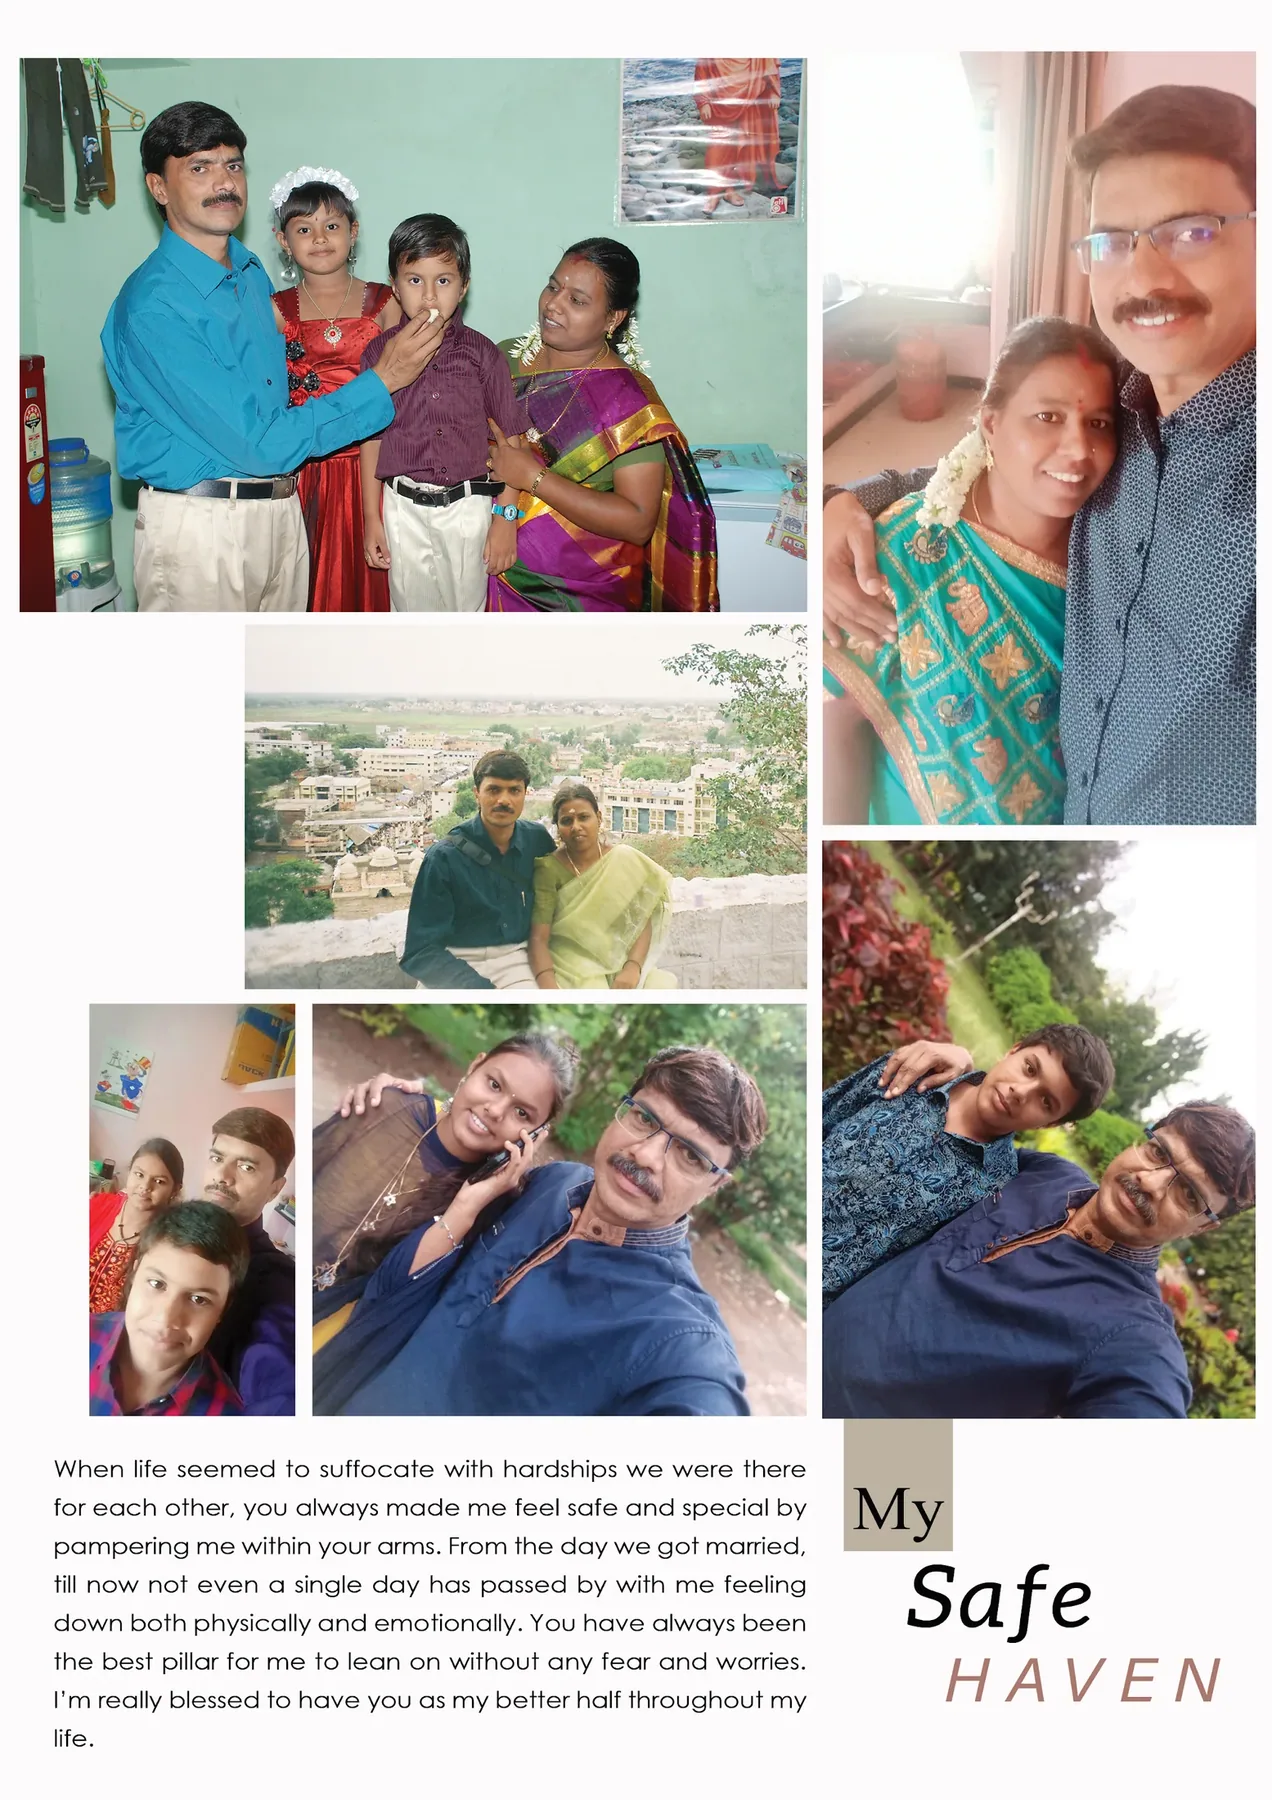 When life seemed to suffocate with hardships we were there
for each other, you always made me feel safe and special by
pampering me within your arms. From the day we got married,
till now not even a single day has passed by with me feeling
down both physically and emotionally. You have always been
the best pillar for me to lean on without any fear and worries.
I'm really blessed to have you as my better half throughout my
life.
My
Safe
HAVEN